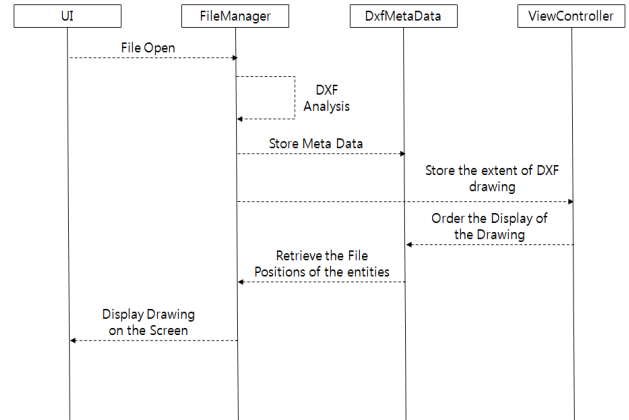 UI
FileManager
DxfMetaData
ViewController
File Open
DXF
Analysis
Store Meta Data
Store the extent of DXF
drawing
Order the Display of
the Drawing
Retrieve the File
Positions of the entities
Display Drawing
on the Screen